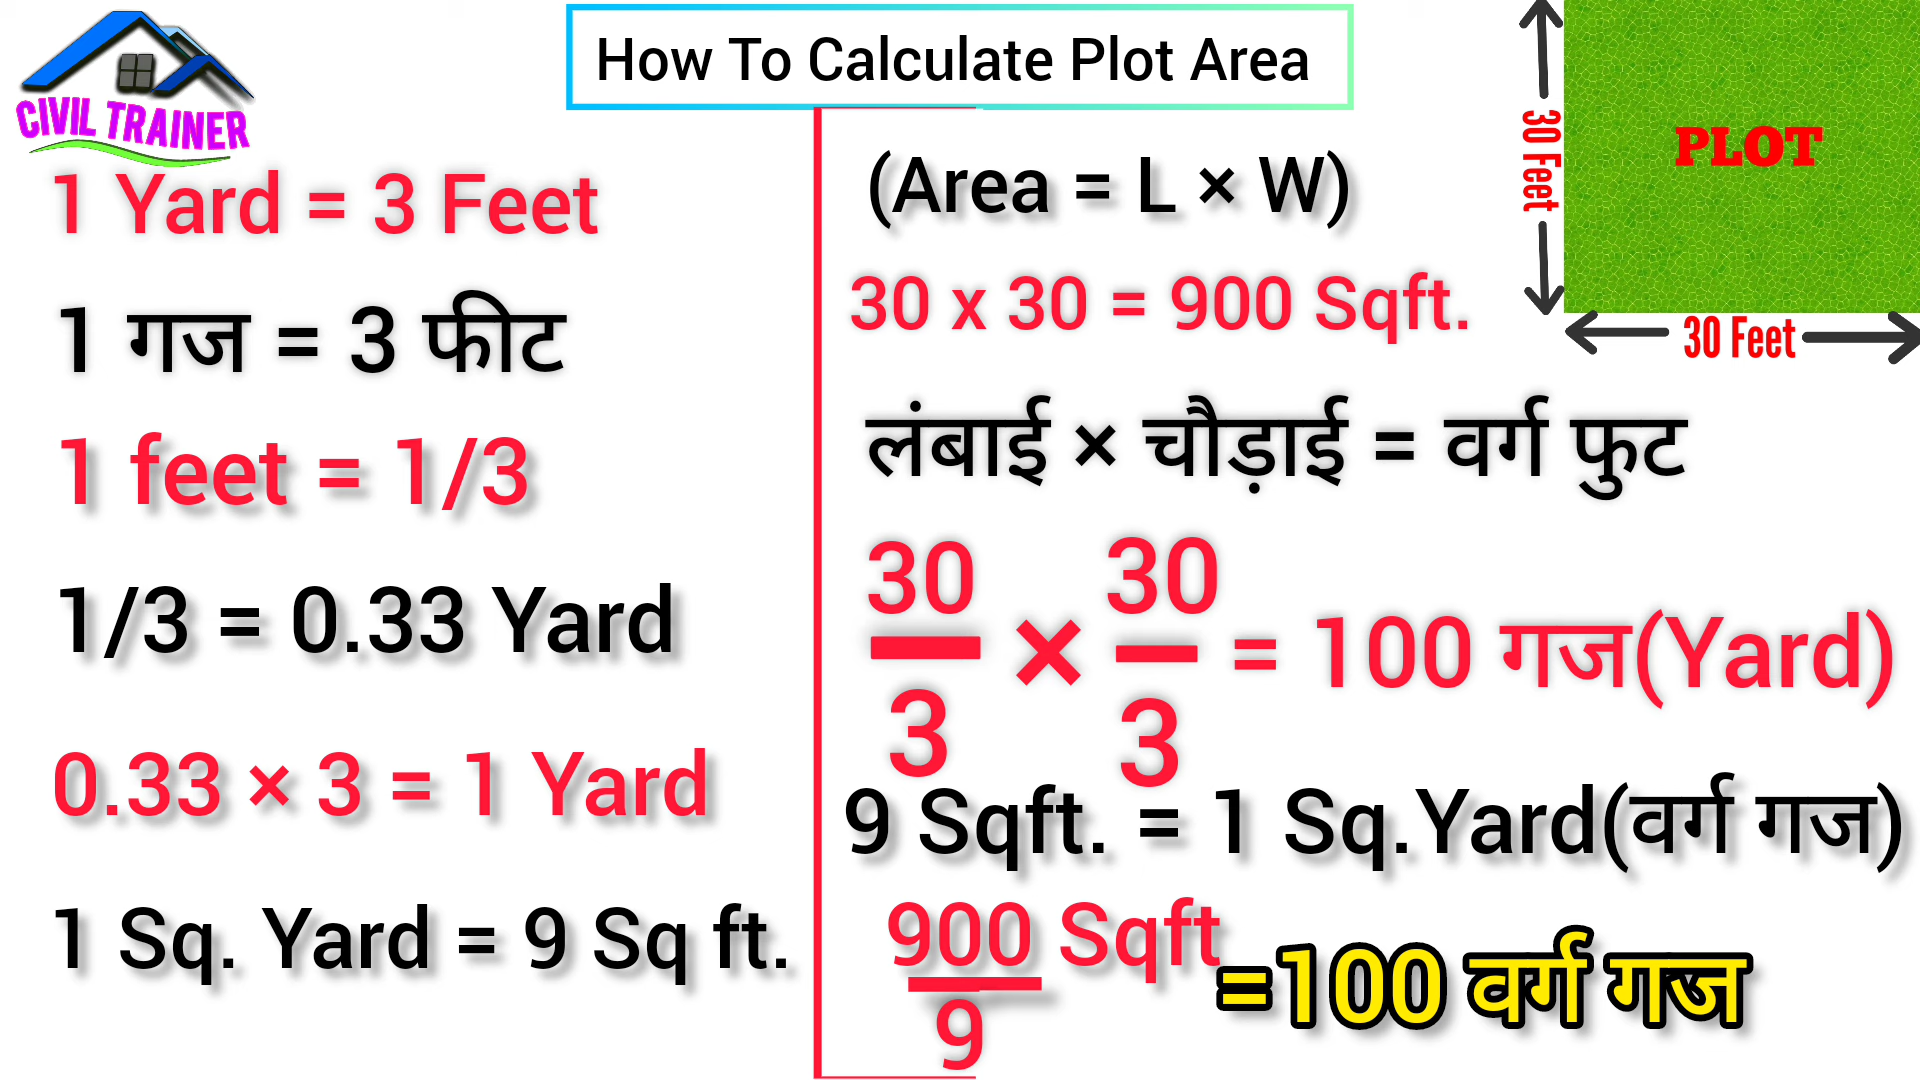 CIVIL TRAINER
How To Calculate Plot Area
1 Yard = 3 Feet
1 गज = 3 फीट
1 feet = 1/3
1/3 = 0.33 Yard
0.33 × 3 = 1 Yard
1 Sq. Yard = 9 Sq ft.
(Area = L × W)
30 x 30 = 900 Sqft.
लंबाई × चौड़ाई = वर्ग फुट
30/3 × 30/3 = 100 गज(Yard)
9 Sqft. = 1 Sq.Yard(वर्ग गज)
900 Sqft
9
=100 वर्ग गज
PLOT
30 Feet
30 Feet